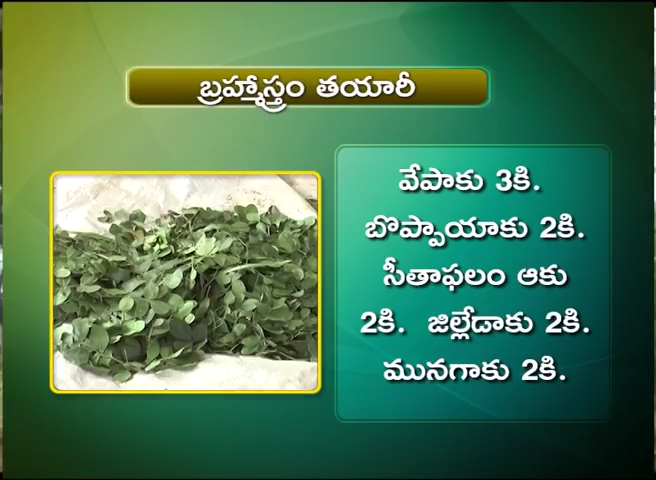 బ్రహ్మాస్త్రం తయారీ
వేపాకు 3కి.
బొప్పాయాకు 2కి.
సీతాఫలం ఆకు
2కి. జిల్లేడాకు 2కి.
మునగాకు 2కి.